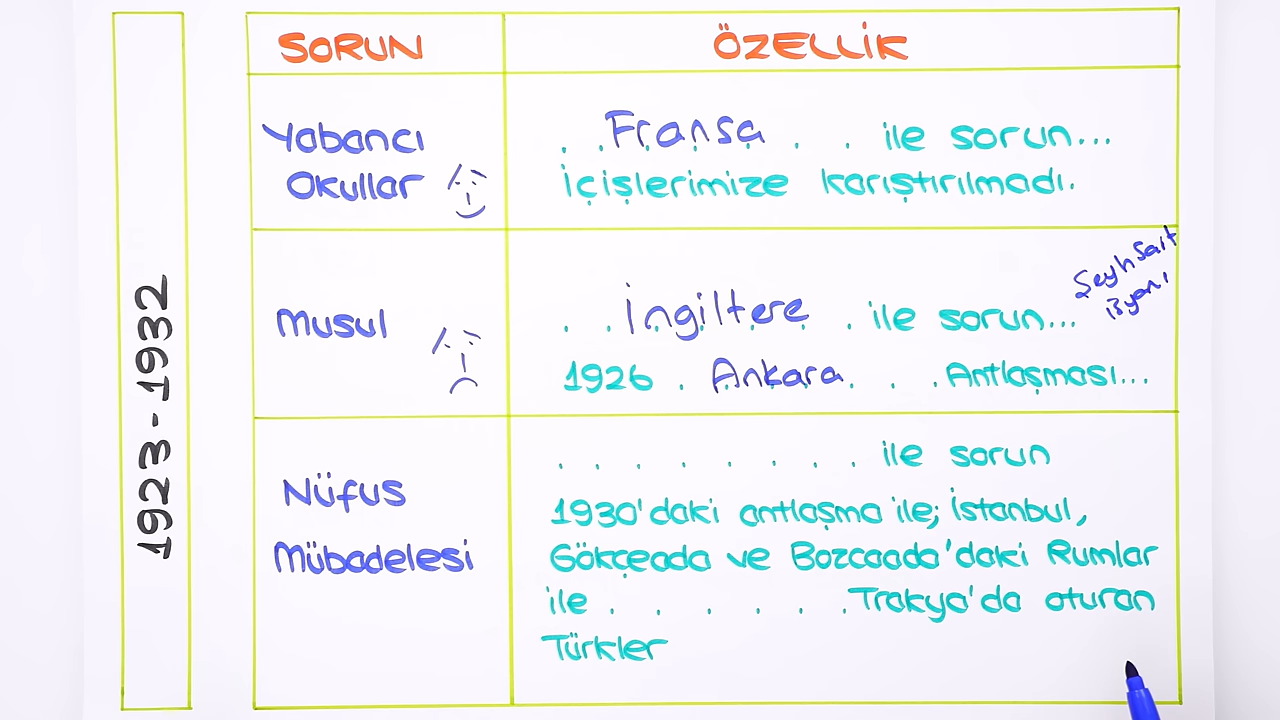 SORUN
ÖZELLİK
Yabancı
Okullar
. . Fransa . . ile sorun...
İçişlerimize karıştırılmadı.
Musul
. . İngiltere . ile sorun...
Şeyh Sait
isyanı
1926 . Ankara . . . Antlaşması...
Nüfus
Mübadelesi
. . . . . . . . ile sorun
1930'daki antlaşma ile; İstanbul,
Gökçeada ve Bozcaada'daki Rumlar
ile . . . . . . Trakya'da oturan
Türkler
1923-1932